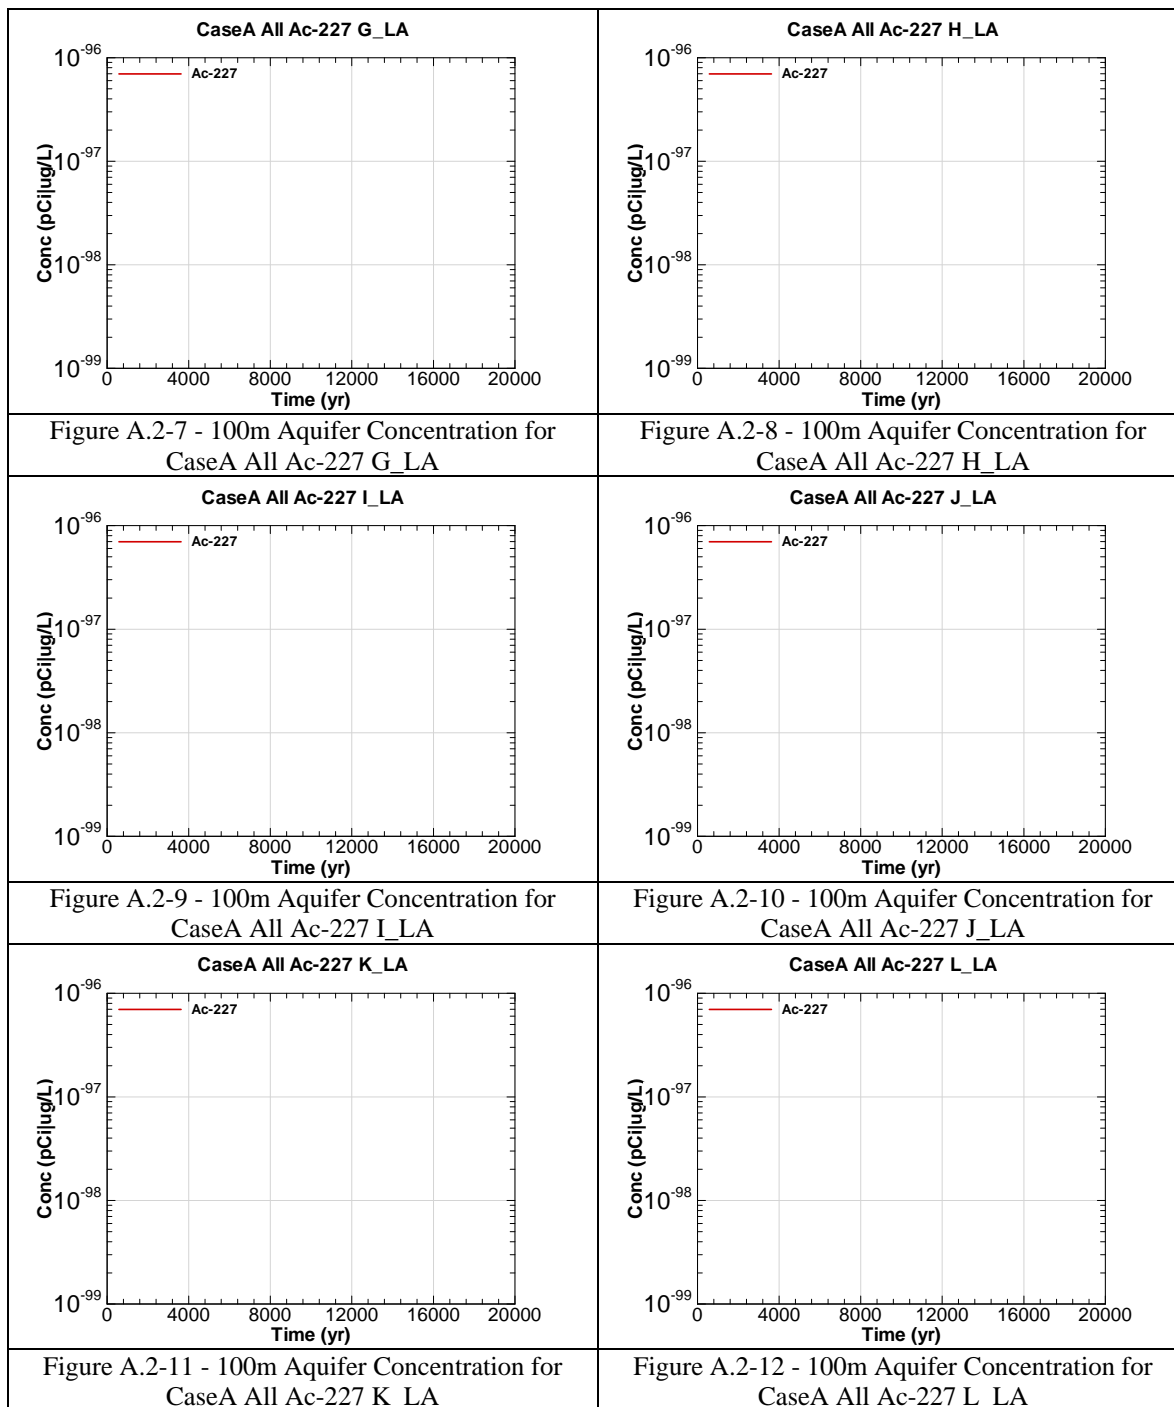 CaseA All Ac-227 G_LA
Ac-227
Conc (pCi|ug/L)
10^-96
10^-97
10^-98
10^-99
0 4000 8000 12000 16000 20000
Time (yr)
Figure A.2-7 - 100m Aquifer Concentration for
CaseA All Ac-227 G_LA
CaseA All Ac-227 H_LA
Ac-227
Conc (pCi|ug/L)
10^-96
10^-97
10^-98
10^-99
0 4000 8000 12000 16000 20000
Time (yr)
Figure A.2-8 - 100m Aquifer Concentration for
CaseA All Ac-227 H_LA
CaseA All Ac-227 I_LA
Ac-227
Conc (pCi|ug/L)
10^-96
10^-97
10^-98
10^-99
0 4000 8000 12000 16000 20000
Time (yr)
Figure A.2-9 - 100m Aquifer Concentration for
CaseA All Ac-227 I_LA
CaseA All Ac-227 J_LA
Ac-227
Conc (pCi|ug/L)
10^-96
10^-97
10^-98
10^-99
0 4000 8000 12000 16000 20000
Time (yr)
Figure A.2-10 - 100m Aquifer Concentration for
CaseA All Ac-227 J_LA
CaseA All Ac-227 K_LA
Ac-227
Conc (pCi|ug/L)
10^-96
10^-97
10^-98
10^-99
0 4000 8000 12000 16000 20000
Time (yr)
Figure A.2-11 - 100m Aquifer Concentration for
CaseA All Ac-227 K_LA
CaseA All Ac-227 L_LA
Ac-227
Conc (pCi|ug/L)
10^-96
10^-97
10^-98
10^-99
0 4000 8000 12000 16000 20000
Time (yr)
Figure A.2-12 - 100m Aquifer Concentration for
CaseA All Ac-227 L_LA